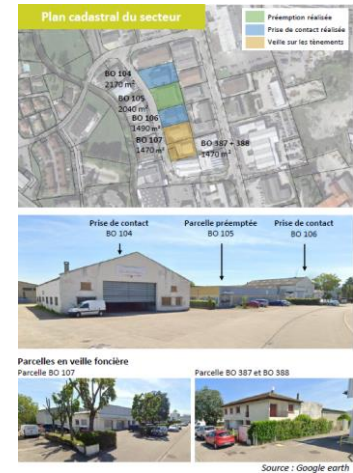 Plan cadastral du secteur
Préemption réalisée
Prise de contact réalisée
Veille sur les tènements
BO 104
2170 m²
BO 105
2040 m²
BO 106
1490 m²
BO 107
1470 m²
BO 387 + 388
1470 m²
Prise de contact
BO 104
Parcelle préemptée
BO 105
Prise de contact
BO 106
Parcelles en veille foncière
Parcelle BO 107
Parcelle BO 387 et BO 388
Source : Google earth